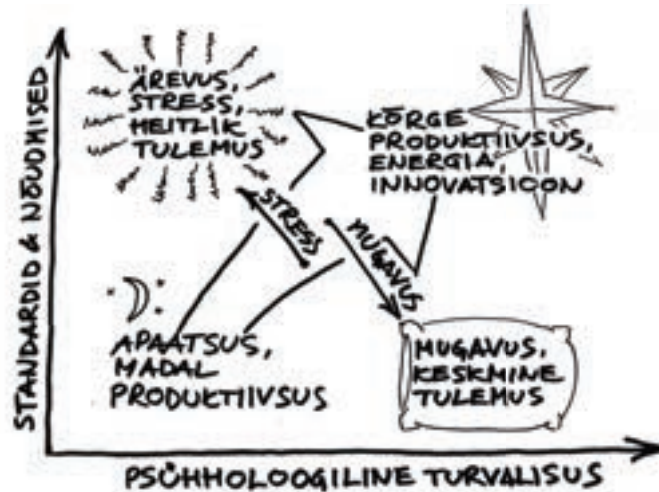 STANDARDID & NÕUDMISED
ÄREVUS,
STRESS,
HEITLIK
TULEMUS
KÕRGE
PRODUKTIIVSUS,
ENERGIA,
INNOVATSIOON
STRESS
MUGAVUS
APAATSUS,
MADAL
PRODUKTIIVSUS
MUGAVUS,
KESKMINE
TULEMUS
PSÜHHOLOOGILINE TURVALISUS